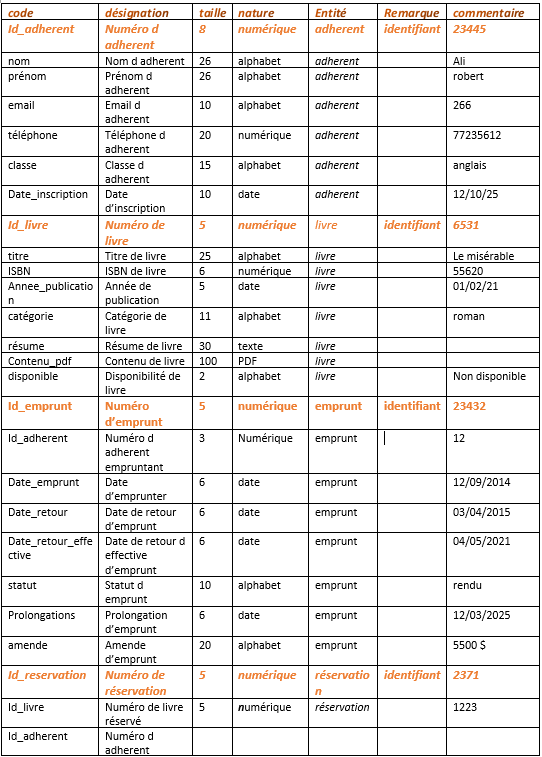 code désignation taille nature Entité Remarque commentaire
Id_adherent Numéro d adherent 8 numérique adherent identifiant 23445
nom Nom d adherent 26 alphabet adherent Ali
prénom Prénom d adherent 26 alphabet adherent robert
email Email d adherent 10 alphabet adherent 266
téléphone Téléphone d adherent 20 numérique adherent 77235612
classe Classe d adherent 15 alphabet adherent anglais
Date_inscription Date d'inscription 10 date adherent 12/10/25
Id_livre Numéro de livre 5 numérique livre identifiant 6531
titre Titre de livre 25 alphabet livre Le misérable
ISBN ISBN de livre 6 numérique livre 55620
Annee_publication Année de publication 5 date livre 01/02/21
catégorie Catégorie de livre 11 alphabet livre roman
résume Résume de livre 30 texte livre
Contenu_pdf Contenu de livre 100 PDF livre
disponible Disponibilité de livre 2 alphabet livre Non disponible
Id_emprunt Numéro d'emprunt 5 numérique emprunt identifiant 23432
Id_adherent Numéro d adherent empruntant 3 Numérique emprunt 12
Date_emprunt Date d'emprunter 6 date emprunt 12/09/2014
Date_retour Date de retour d'emprunt 6 date emprunt 03/04/2015
Date_retour_effective Date de retour d effective d'emprunt 6 date emprunt 04/05/2021
statut Statut d emprunt 10 alphabet emprunt rendu
Prolongations Prolongation d'emprunt 6 date emprunt 12/03/2025
amende Amende d'emprunt 20 alphabet emprunt 5500 $
Id_reservation Numéro de réservation 5 numérique réservation identifiant 2371
Id_livre Numéro de livre réservé 5 numérique réservation 1223
Id_adherent Numéro d adherent